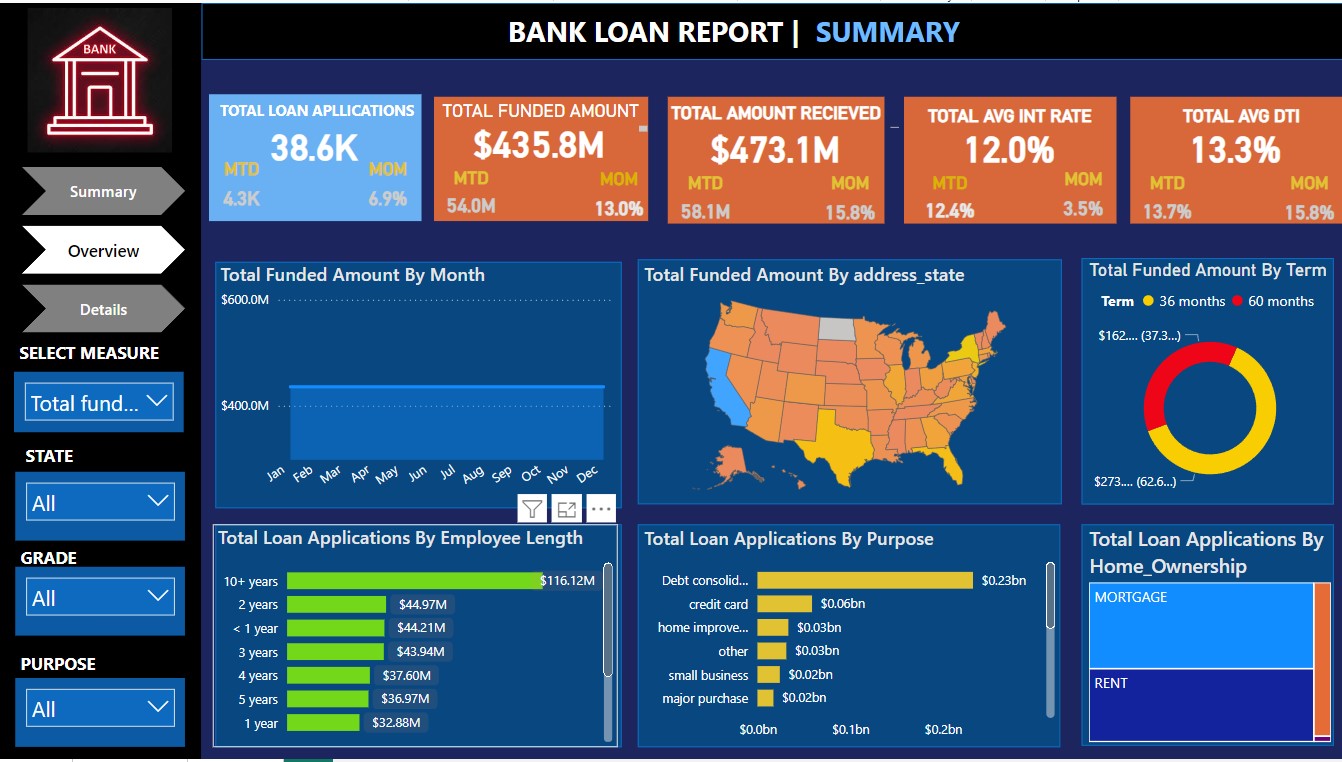 BANK
BANK LOAN REPORT | SUMMARY
TOTAL LOAN APLLICATIONS
38.6K
MTD MOM
4.3K 6.9%
TOTAL FUNDED AMOUNT
$435.8M
MTD MOM
54.0M 13.0%
TOTAL AMOUNT RECIEVED
$473.1M
MTD MOM
58.1M 15.8%
TOTAL AVG INT RATE
12.0%
MTD MOM
12.4% 3.5%
TOTAL AVG DTI
13.3%
MTD MOM
13.7% 15.8%
Summary
Overview
Details
SELECT MEASURE
Total fund...
STATE
All
GRADE
All
PURPOSE
All
Total Funded Amount By Month
$600.0M
$400.0M
Jan Feb Mar Apr May Jun Jul Aug Sep Oct Nov Dec
Total Funded Amount By address_state
Total Funded Amount By Term
Term 36 months 60 months
$162.... (37.3...)
$273.... (62.6...)
Total Loan Applications By Employee Length
10+ years $116.12M
2 years $44.97M
< 1 year $44.21M
3 years $43.94M
4 years $37.60M
5 years $36.97M
1 year $32.88M
Total Loan Applications By Purpose
Debt consolid... $0.23bn
credit card $0.06bn
home improve... $0.03bn
other $0.03bn
small business $0.02bn
major purchase $0.02bn
$0.0bn $0.1bn $0.2bn
Total Loan Applications By
Home_Ownership
MORTGAGE
RENT